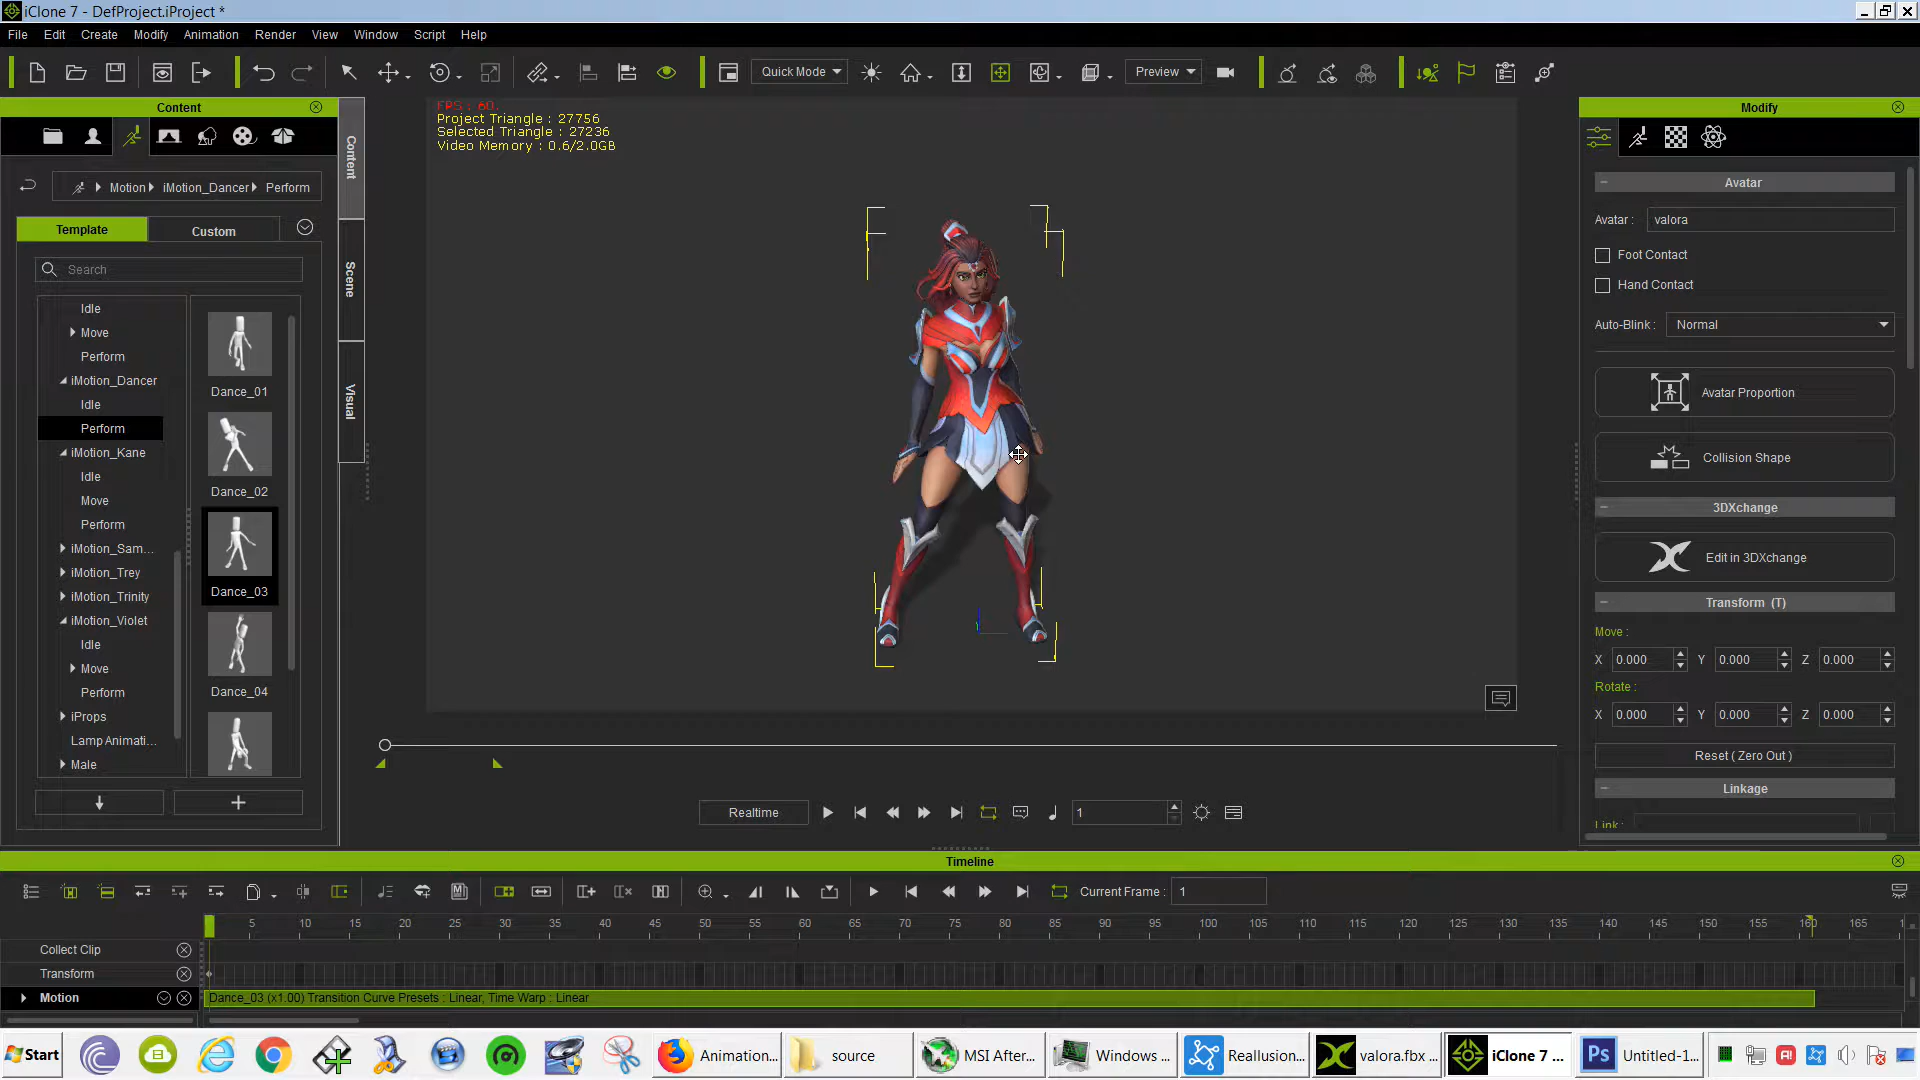 iClone 7 - DefProject.iProject *
File Edit Create Modify Animation Render View Window Script Help
Quick Mode Preview
Content
Motion iMotion_Dancer Perform
Template Custom
Search
Idle
Move
Perform
iMotion_Dancer
Idle
Perform
iMotion_Kane
Idle
Move
Perform
iMotion_Sam...
iMotion_Trey
iMotion_Trinity
iMotion_Violet
Idle
Move
Perform
iProps
Lamp Animati...
Male
Dance_01
Dance_02
Dance_03
Dance_04
Content
Scene
Visual
FPS : 60.
Project Triangle : 27756
Selected Triangle : 27236
Video Memory : 0.6/2.0GB
Realtime 1
Modify
Avatar
Avatar : valora
Foot Contact
Hand Contact
Auto-Blink : Normal
Avatar Proportion
Collision Shape
3DXchange
Edit in 3DXchange
Transform (T)
Move :
X 0.000 Y 0.000 Z 0.000
Rotate :
X 0.000 Y 0.000 Z 0.000
Reset ( Zero Out )
Linkage
Link :
Timeline
Current Frame : 1
5 10 15 20 25 30 35 40 45 50 55 60 65 70 75 80 85 90 95 100 105 110 115 120 125 130 135 140 145 150 155 160 165
Collect Clip
Transform
Motion
Dance_03 (x1.00) Transition Curve Presets : Linear, Time Warp : Linear
Start Animation... source MSI After... Windows ... Reallusion... valora.fbx ... iClone 7 ... Ps Untitled-1...